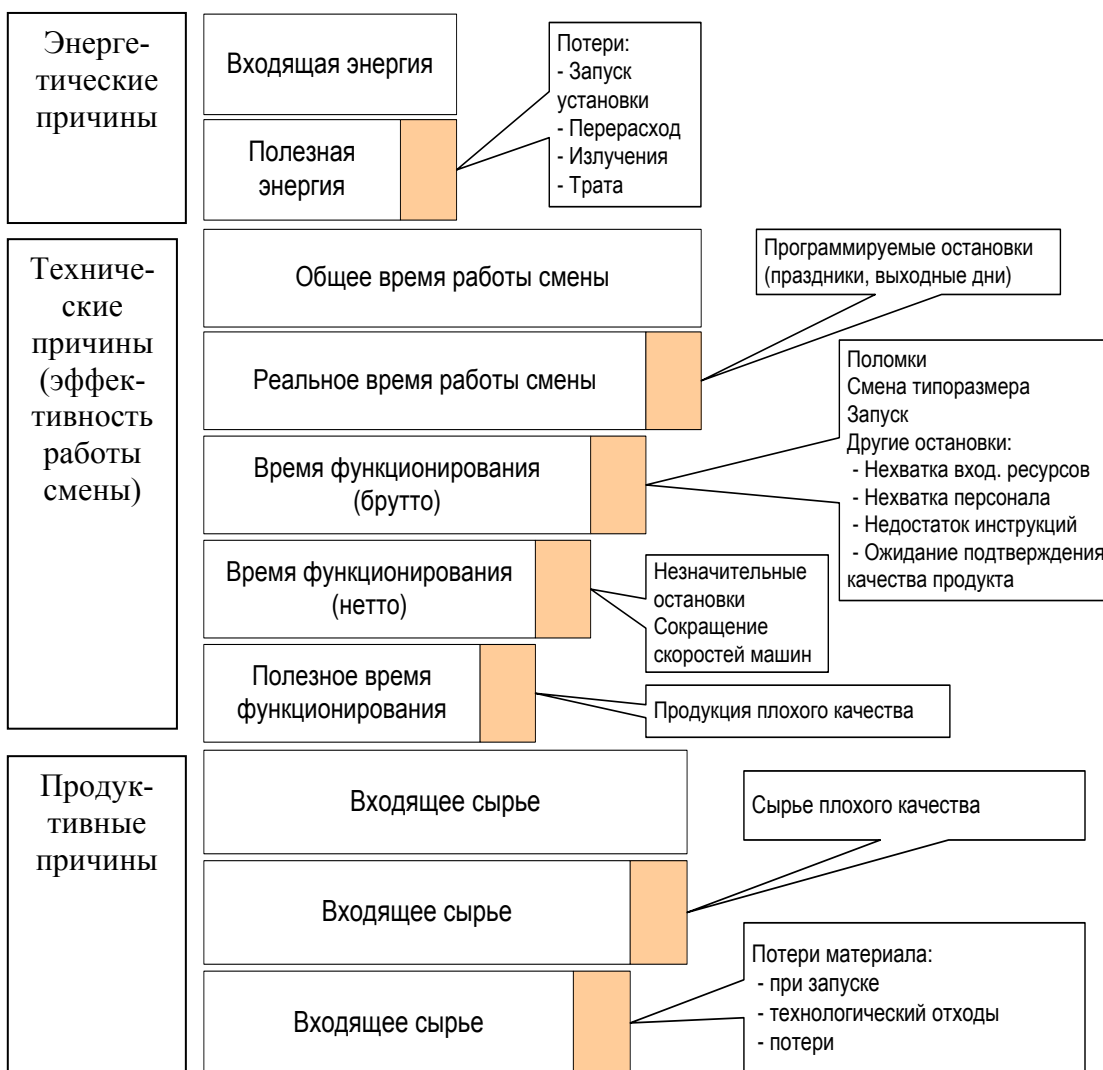 Энерге-
тические
причины
Входящая энергия
Полезная
энергия
Потери:
- Запуск
установки
- Перерасход
- Излучения
- Трата
Техниче-
ские
причины
(эффек-
тивность
работы
смены)
Общее время работы смены
Программируемые остановки
(праздники, выходные дни)
Реальное время работы смены
Время функционирования
(брутто)
Поломки
Смена типоразмера
Запуск
Другие остановки:
- Нехватка вход. ресурсов
- Нехватка персонала
- Недостаток инструкций
- Ожидание подтверждения
качества продукта
Время функционирования
(нетто)
Незначительные
остановки
Сокращение
скоростей машин
Полезное время
функционирования
Продукция плохого качества
Продук-
тивные
причины
Входящее сырье
Сырье плохого качества
Входящее сырье
Входящее сырье
Потери материала:
- при запуске
- технологический отходы
- потери